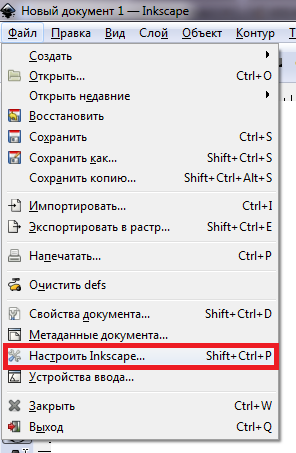 Новый документ 1 — Inkscape
Файл Правка Вид Слой Объект Контур
Создать
Открыть... Ctrl+O
Открыть недавние
Восстановить
Сохранить Ctrl+S
Сохранить как... Shift+Ctrl+S
Сохранить копию... Shift+Ctrl+Alt+S
Импортировать... Ctrl+I
Экспортировать в растр... Shift+Ctrl+E
Напечатать... Ctrl+P
Очистить defs
Свойства документа... Shift+Ctrl+D
Метаданные документа...
Настроить Inkscape... Shift+Ctrl+P
Устройства ввода...
Закрыть Ctrl+W
Выход Ctrl+Q